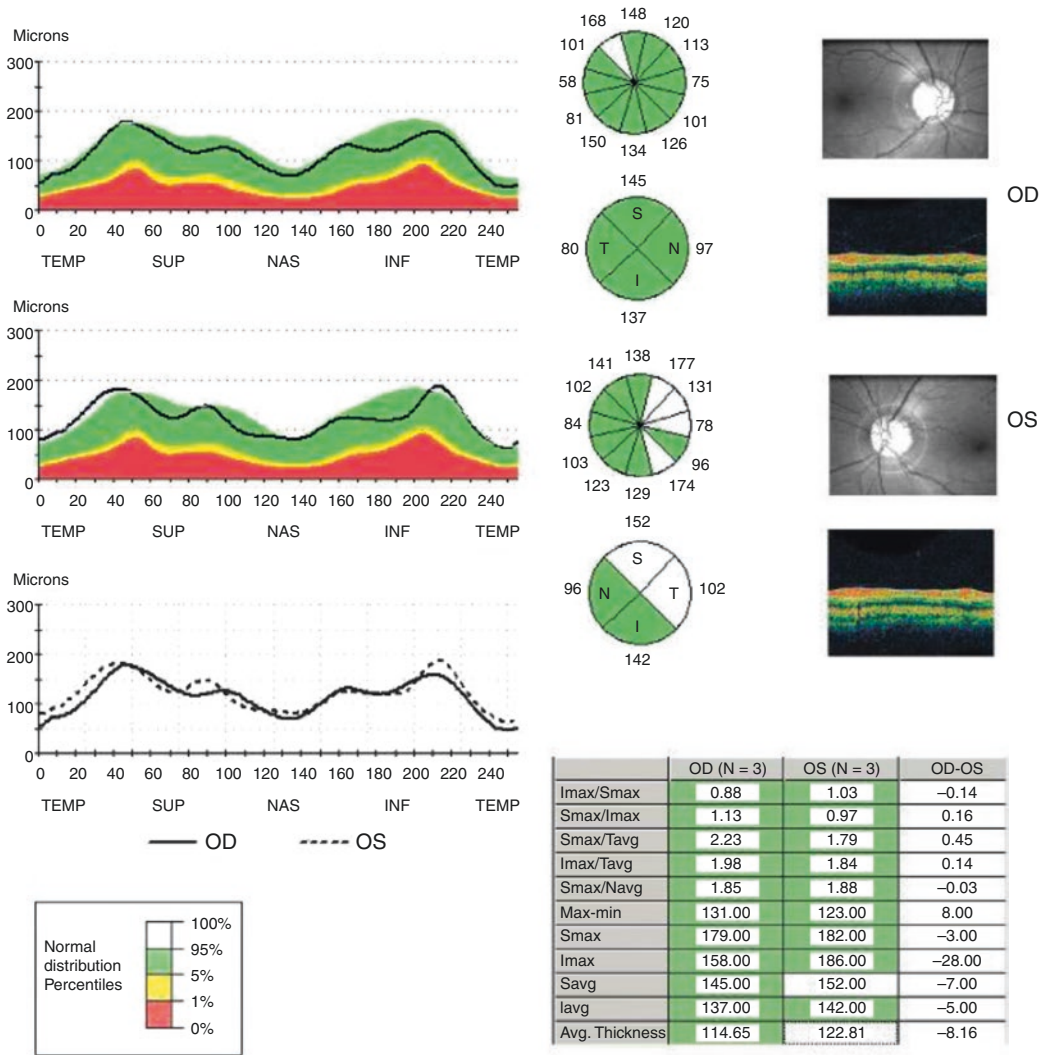 Microns
300
200
100
0
0 20 40 60 80 100 120 140 160 180 200 220 240
TEMP SUP NAS INF TEMP
168 148 120
101 113
58 75
81 101
150 134 126
145
S
80 T N 97
I
137
OD
Microns
300
200
100
0
0 20 40 60 80 100 120 140 160 180 200 220 240
TEMP SUP NAS INF TEMP
141 138 177
102 131
84 78
103 96
123 129 174
152
S
96 N T 102
I
142
OS
Microns
300
200
100
0
0 20 40 60 80 100 120 140 160 180 200 220 240
TEMP SUP NAS INF TEMP
OD OS
Normal
distribution
Percentiles
100%
95%
5%
1%
0%
OD (N = 3) OS (N = 3) OD-OS
Imax/Smax 0.88 1.03 –0.14
Smax/Imax 1.13 0.97 0.16
Smax/Tavg 2.23 1.79 0.45
Imax/Tavg 1.98 1.84 0.14
Smax/Navg 1.85 1.88 –0.03
Max-min 131.00 123.00 8.00
Smax 179.00 182.00 –3.00
Imax 158.00 186.00 –28.00
Savg 145.00 152.00 –7.00
Iavg 137.00 142.00 –5.00
Avg. Thickness 114.65 122.81 –8.16